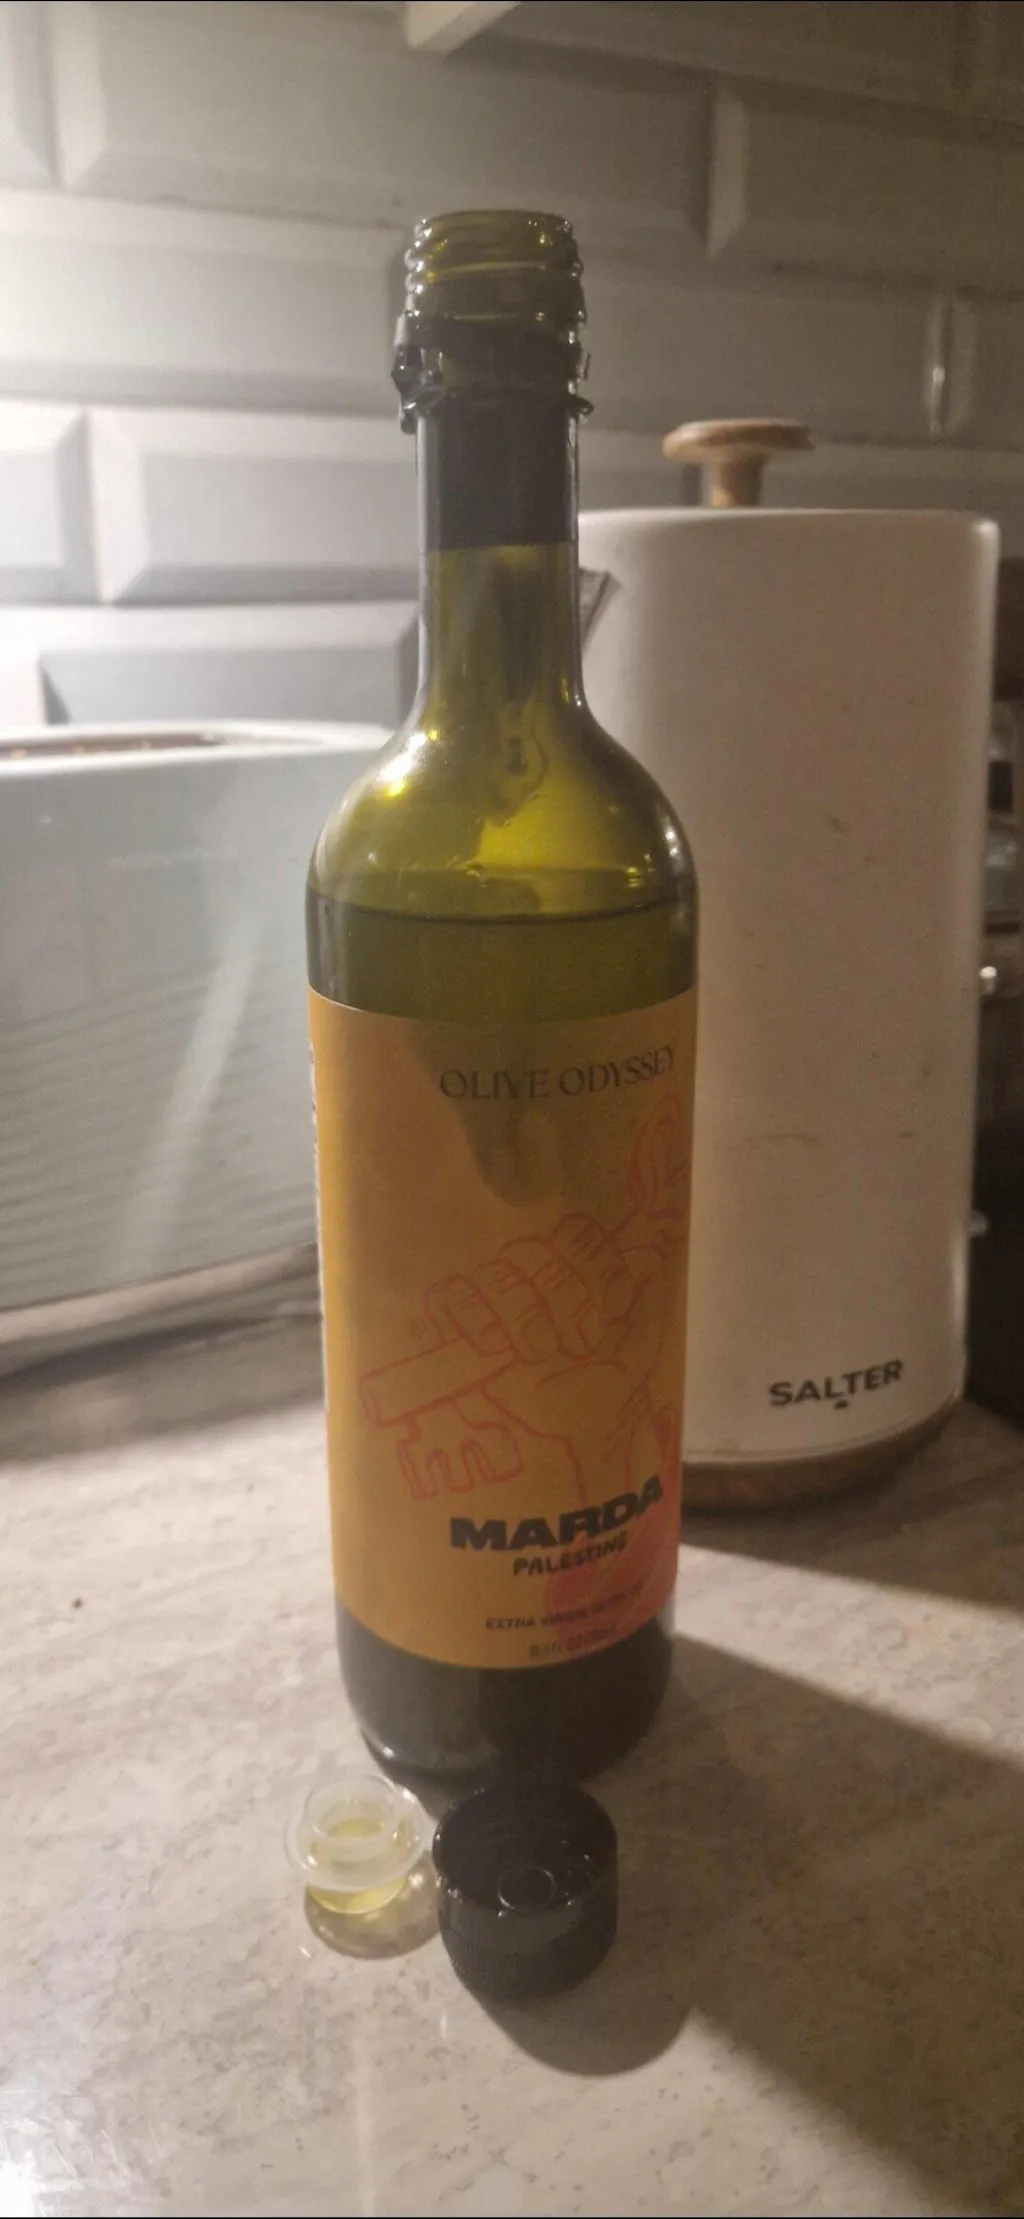 OLIVE ODYSSEY
MARDA
PALESTINE
EXTRA VIRGIN
SALTER